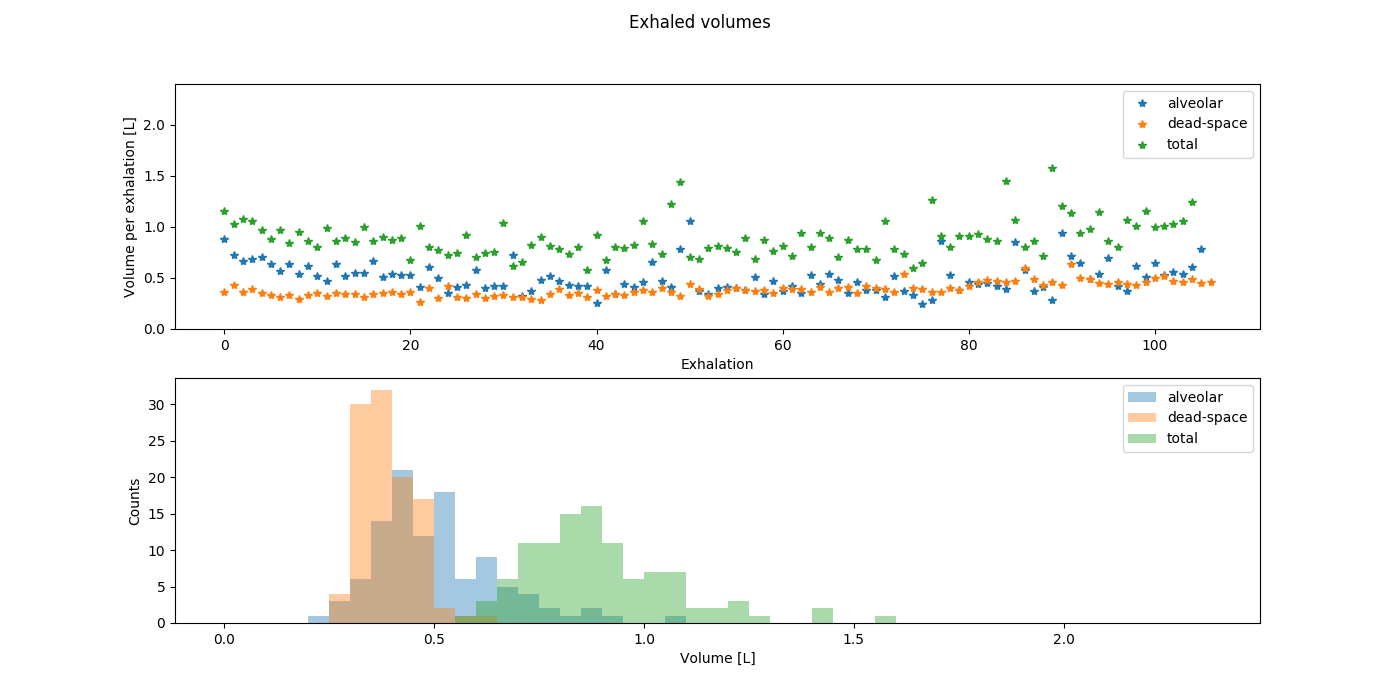 Exhaled volumes
Volume per exhalation [L]
2.0
1.5
1.0
0.5
0.0
alveolar
dead-space
total
0 20 40 60 80 100
Exhalation
Counts
30
25
20
15
10
5
0
alveolar
dead-space
total
0.0 0.5 1.0 1.5 2.0
Volume [L]